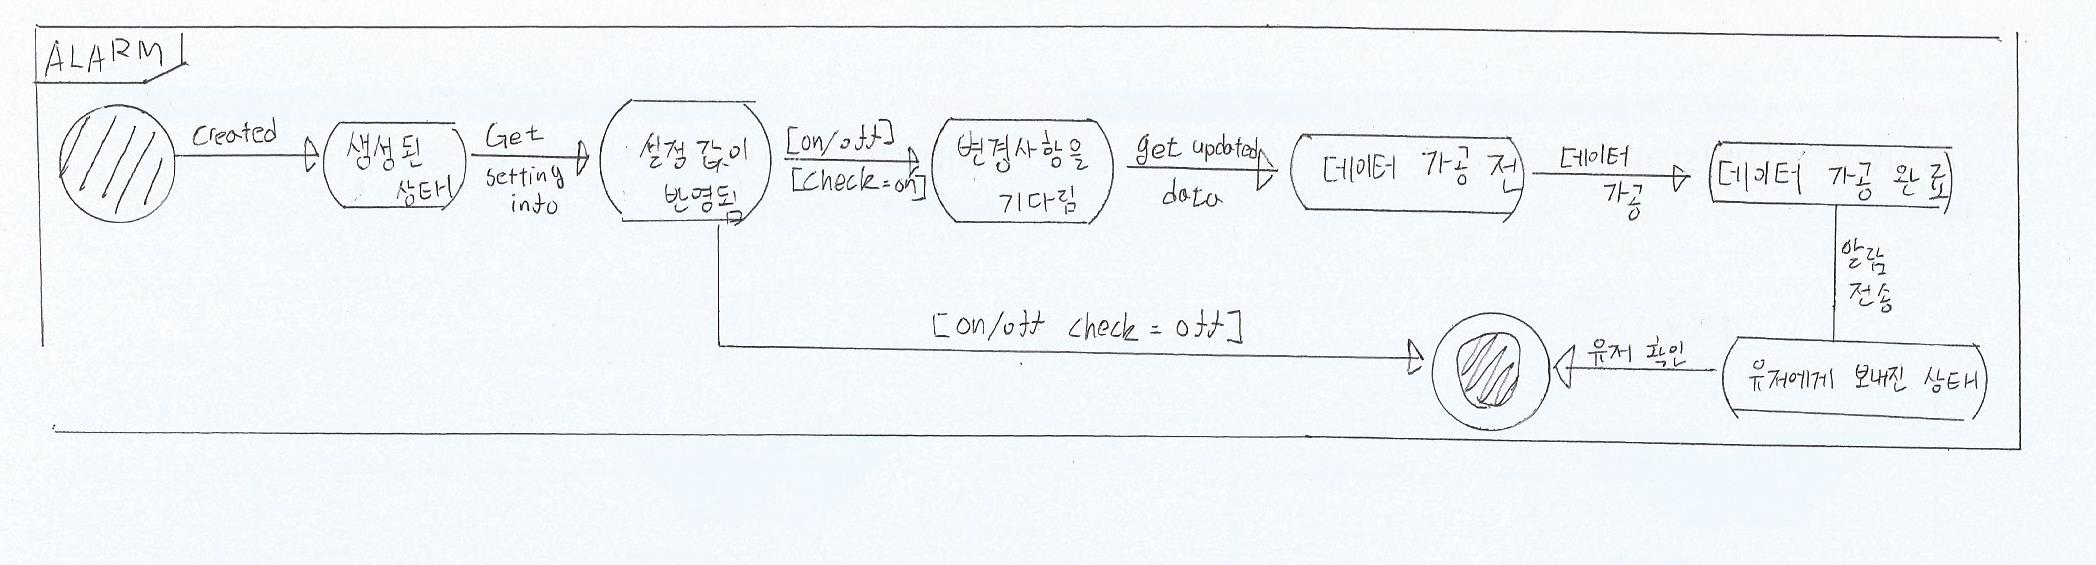 ALARM
Created
생성된
상태
Get
setting
info
설정 값이
반영됨
[on/off]
[check=on]
변경사항을
기다림
get updated
data
데이터 가공 전
데이터
가공
데이터 가공 완료
알림
전송
유저에게 보내진 상태
유저 확인
[on/off check = off]